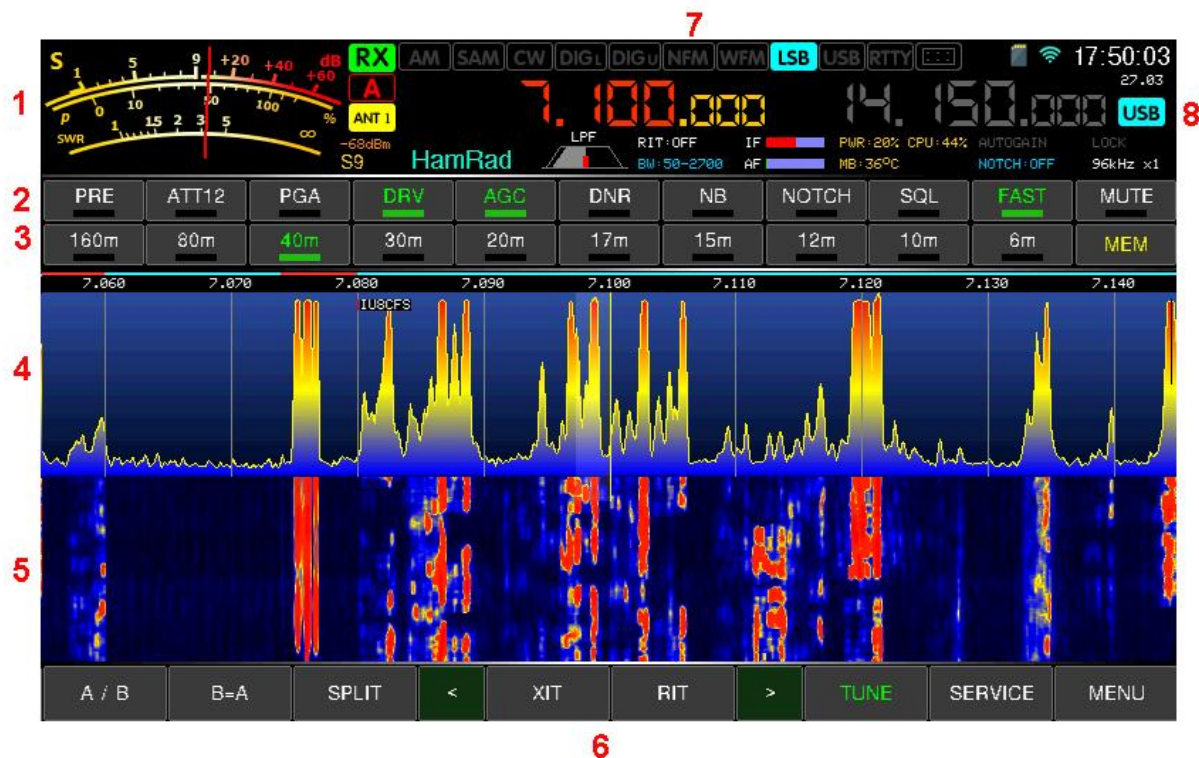 7
S 1 5 9 +20 +40 +60 dB
RX AM SAM CW DIGL DIGU NFM WFM LSB USB RTTY
17:50:03
27.03
1
P 0 10 50 100 %
SWR 1 1.5 2 3 5 ∞
A
ANT 1
7.100.000
14.150.000
USB
8
-68dBm
S9
HamRad
LPF
RIT:OFF
BW:50-2700
IF
AF
PWR:20% CPU:44%
MB:36ºC
AUTOGAIN
NOTCH:OFF
LOCK
96kHz x1
2
PRE ATT12 PGA DRV AGC DNR NB NOTCH SQL FAST MUTE
3
160m 80m 40m 30m 20m 17m 15m 12m 10m 6m MEM
7.060 7.070 7.080 7.090 7.100 7.110 7.120 7.130 7.140
IU8CFS
4
5
A / B B=A SPLIT < XIT RIT > TUNE SERVICE MENU
6